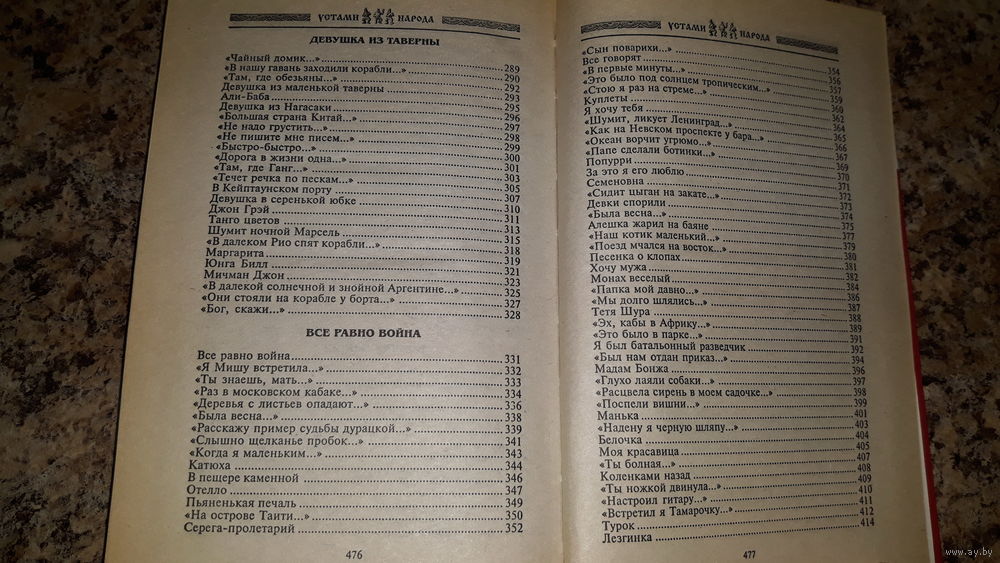 УСТАМИ НАРОДА
ДЕВУШКА ИЗ ТАВЕРНЫ
«Чайный домик...» 289
«В нашу гавань заходили корабли...» 290
«Там, где обезьяны...» 292
Девушка из маленькой таверны 293
Али-Баба 295
Девушка из Нагасаки 296
«Большая страна Китай...» 297
«Не надо грустить...» 298
«Не пишите мне писем...» 299
«Быстро-быстро...» 300
«Дорога в жизни одна...» 301
«Там, где Ганг...» 303
«Течет речка по пескам...» 305
В Кейптаунском порту 307
Девушка в серенькой юбке 310
Джон Грэй 311
Танго цветов 313
Шумит ночной Марсель 315
«В далеком Рио спят корабли...» 318
Маргарита 319
Юнга Билл 321
Мичман Джон 323
«В далекой солнечной и знойной Аргентине...» 325
«Они стояли на корабле у борта...» 327
«Бог, скажи...» 328
ВСЕ РАВНО ВОЙНА
Все равно война 331
«Я Мишу встретила...» 332
«Ты знаешь, мать...» 333
«Раз в московском кабаке...» 334
«Деревья с листьев опадают...» 336
«Была весна...» 338
«Расскажу пример судьбы дурацкой...» 339
«Слышно щелканье пробок...» 341
«Когда я маленьким...» 343
Катюха 344
В пещере каменной 346
Отелло 347
Пьяненькая печаль 349
«На острове Таити...» 350
Серега-пролетарий 352
476
УСТАМИ НАРОДА
«Сын поварихи...» 354
Все говорят 356
«В первые минуты...» 357
«Это было под солнцем тропическим...» 359
«Стою я раз на стреме...» 360
Куплеты 362
Я хочу тебя 364
«Шумит, ликует Ленинград...» 365
«Как на Невском проспекте у бара...» 366
«Океан ворчит угрюмо...» 367
«Папе сделали ботинки...» 369
Попурри 370
За это я его люблю 371
Семеновна 372
«Сидит цыган на закате...» 373
Девки спорили 374
«Была весна...» 375
Алешка жарил на баяне 377
«Наш котик маленький...» 379
«Поезд мчался на восток...» 380
Песенка о клопах 381
Хочу мужа 382
Монах веселый 384
«Папка мой давно...» 386
«Мы долго шлялись...» 387
Тетя Шура 388
«Эх, кабы в Африку...» 389
«Это было в парке...» 391
Я был батальонный разведчик 392
«Был нам отдан приказ...» 394
Мадам Бонжа 396
«Глухо лаяли собаки...» 397
«Расцвела сирень в моем садочке...» 398
«Поспели вишни...» 399
Манька 401
«Надену я черную шляпу...» 403
Белочка 404
Моя красавица 405
«Ты болная...» 407
Коленками назад 408
«Ты ножкой двинула...» 409
«Настроил гитару...» 410
«Встретил я Тамарочку...» 411
Турок 412
Лезгинка 414
477
www.ay.by